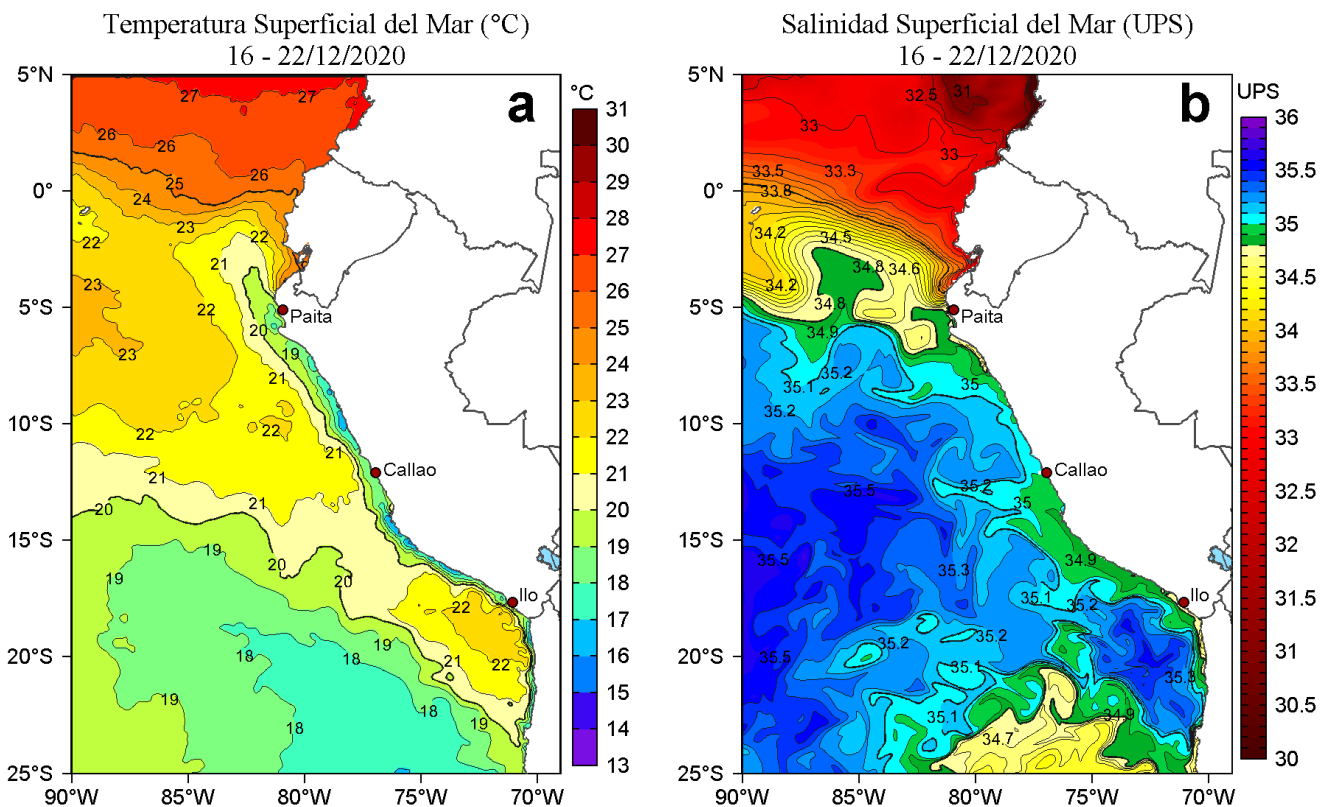 Temperatura Superficial del Mar (°C)
16 - 22/12/2020
5°N
0°
5°S
10°S
15°S
20°S
25°S
90°W
85°W
80°W
75°W
70°W
a
27
27
26
26
26
25
24
23
22
22
21
23
22
20
23
19
21
22
22
21
21
21
20
20
20
19
19
22
19
21
22
18
18
19
18
19
18
Paita
Callao
Ilo
°C
31
30
29
28
27
26
25
24
23
22
21
20
19
18
17
16
15
14
13
Salinidad Superficial del Mar (UPS)
16 - 22/12/2020
5°N
0°
5°S
10°S
15°S
20°S
25°S
90°W
85°W
80°W
75°W
70°W
b
31
32.5
33
33
33.5
33.3
33.8
34.2
34.5
34.8
34.6
34.2
34.8
34.9
35.2
35.1
35
35.2
35.5
35.2
35
35.5
35.3
34.9
35.1
35.2
35.2
35.2
35.5
35.1
35.3
35.1
34.9
34.7
Paita
Callao
Ilo
UPS
36
35.5
35
34.5
34
33.5
33
32.5
32
31.5
31
30.5
30